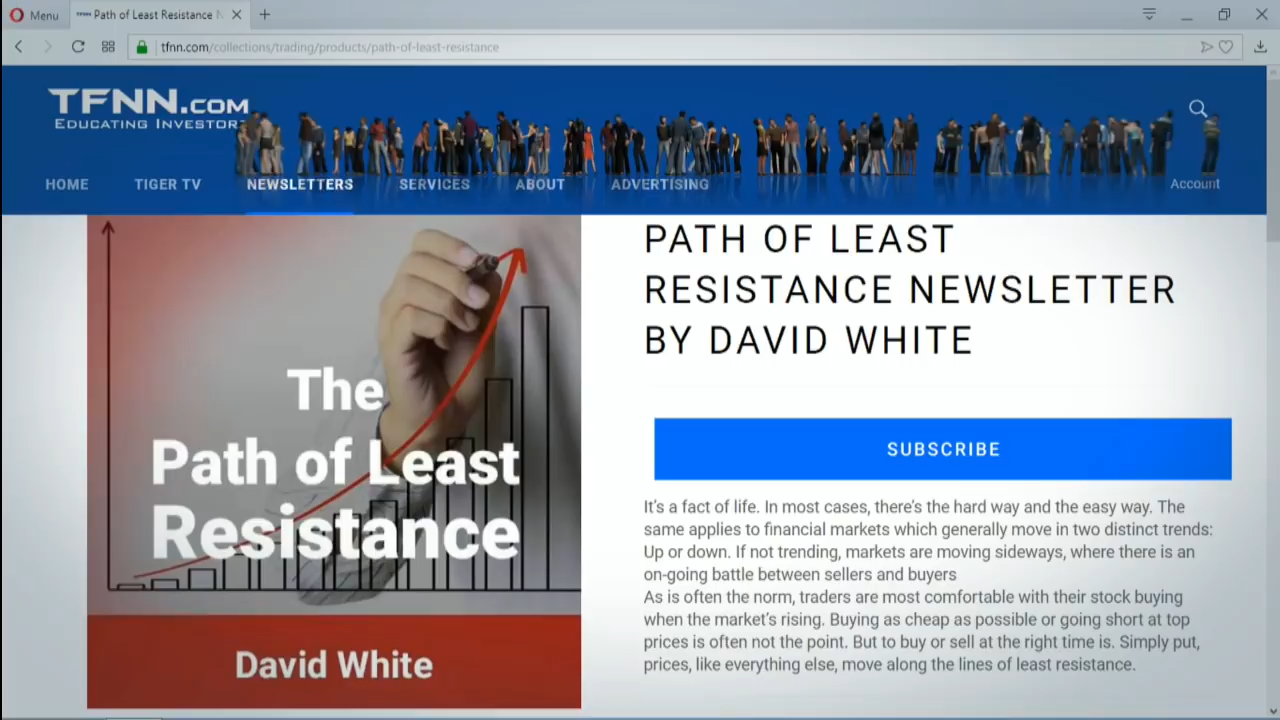 Menu
Path of Least Resistance
tfnn.com/collections/trading/products/path-of-least-resistance
TFNN.COM
EDUCATING INVESTORS
HOME TIGER TV NEWSLETTERS SERVICES ABOUT ADVERTISING Account
The
Path of Least
Resistance
David White
PATH OF LEAST
RESISTANCE NEWSLETTER
BY DAVID WHITE
SUBSCRIBE
It's a fact of life. In most cases, there's the hard way and the easy way. The
same applies to financial markets which generally move in two distinct trends:
Up or down. If not trending, markets are moving sideways, where there is an
on-going battle between sellers and buyers
As is often the norm, traders are most comfortable with their stock buying
when the market's rising. Buying as cheap as possible or going short at top
prices is often not the point. But to buy or sell at the right time is. Simply put,
prices, like everything else, move along the lines of least resistance.